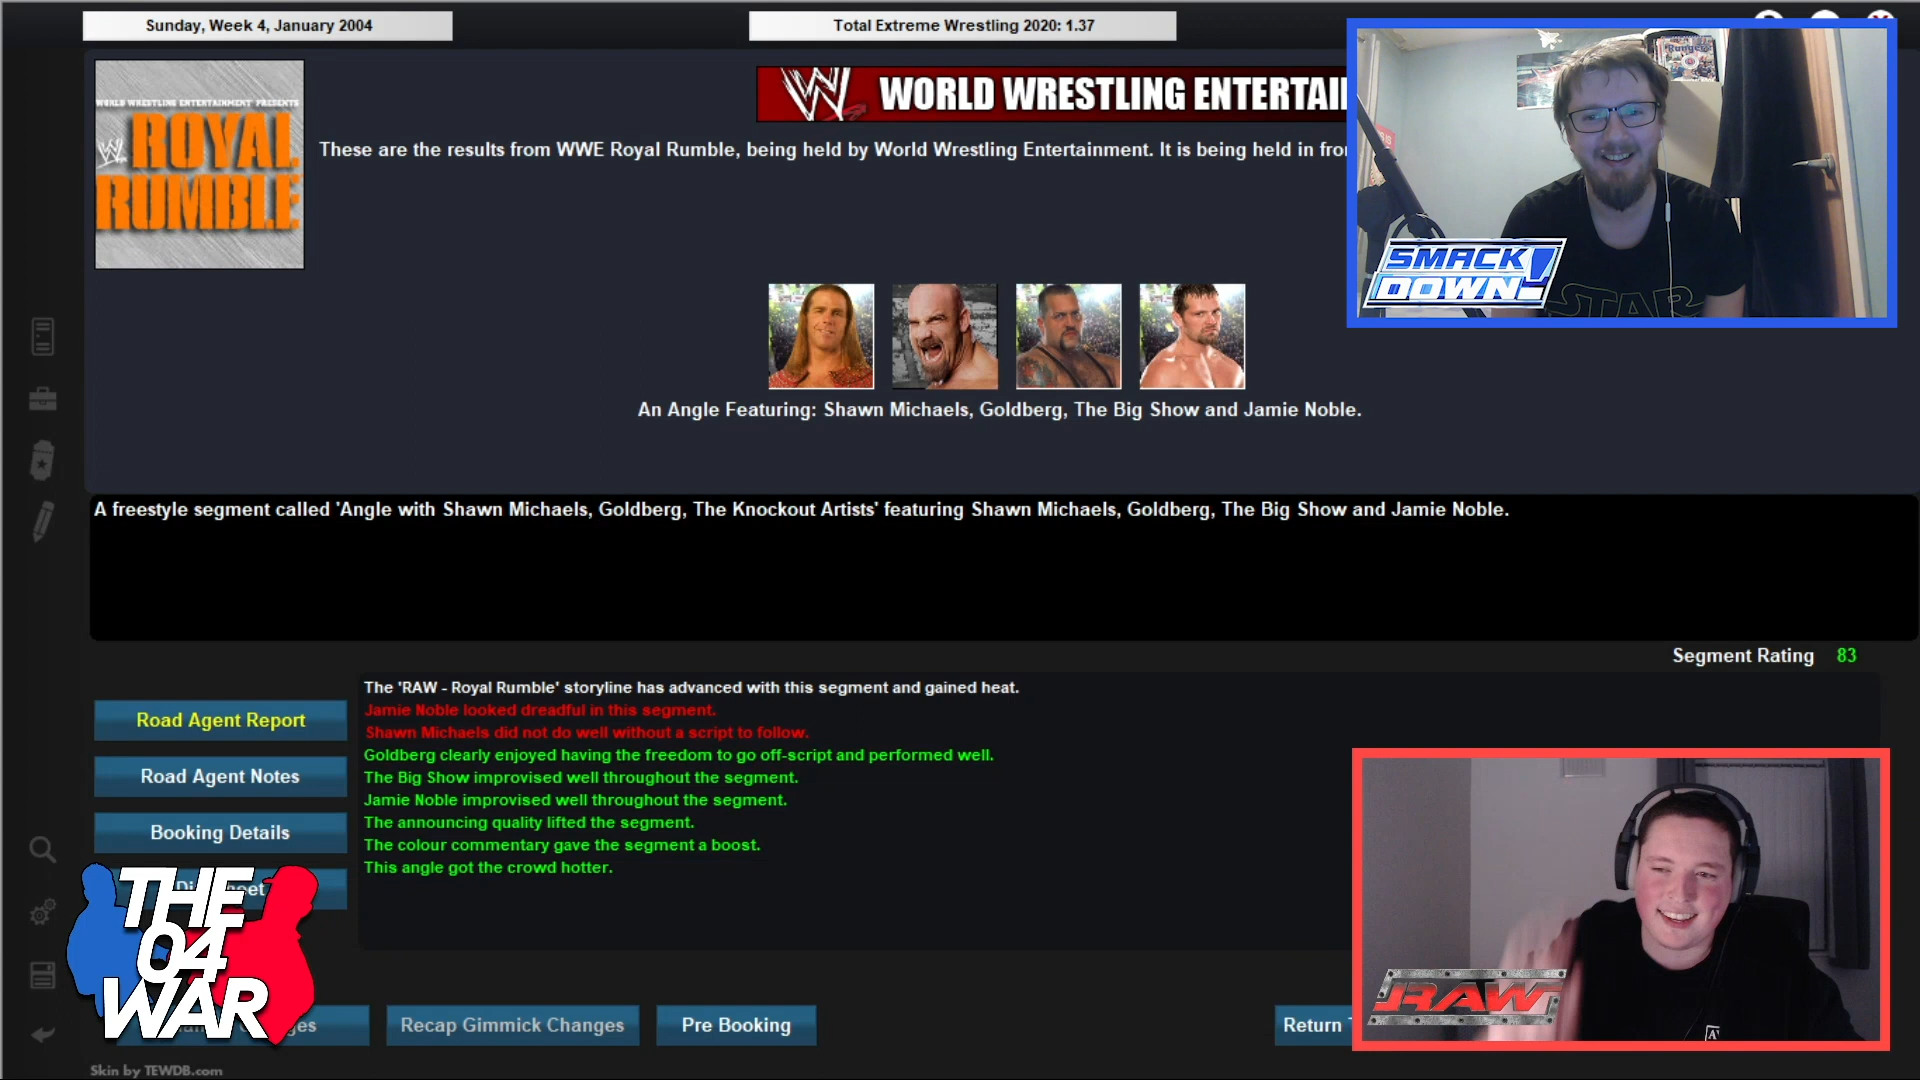 Sunday, Week 4, January 2004
Total Extreme Wrestling 2020: 1.37
WORLD WRESTLING ENTERTAINMENT PRESENTS
W ROYAL
RUMBLE
W WORLD WRESTLING ENTERTAI
These are the results from WWE Royal Rumble, being held by World Wrestling Entertainment. It is being held in fro
SMACK
DOWN!
STAR
An Angle Featuring: Shawn Michaels, Goldberg, The Big Show and Jamie Noble.
A freestyle segment called 'Angle with Shawn Michaels, Goldberg, The Knockout Artists' featuring Shawn Michaels, Goldberg, The Big Show and Jamie Noble.
Segment Rating 83
Road Agent Report
Road Agent Notes
Booking Details
The 'RAW - Royal Rumble' storyline has advanced with this segment and gained heat.
Jamie Noble looked dreadful in this segment.
Shawn Michaels did not do well without a script to follow.
Goldberg clearly enjoyed having the freedom to go off-script and performed well.
The Big Show improvised well throughout the segment.
Jamie Noble improvised well throughout the segment.
The announcing quality lifted the segment.
The colour commentary gave the segment a boost.
This angle got the crowd hotter.
THE
04
WAR
Recap Gimmick Changes
Pre Booking
Return
RAW
Skin by TEWDB.com